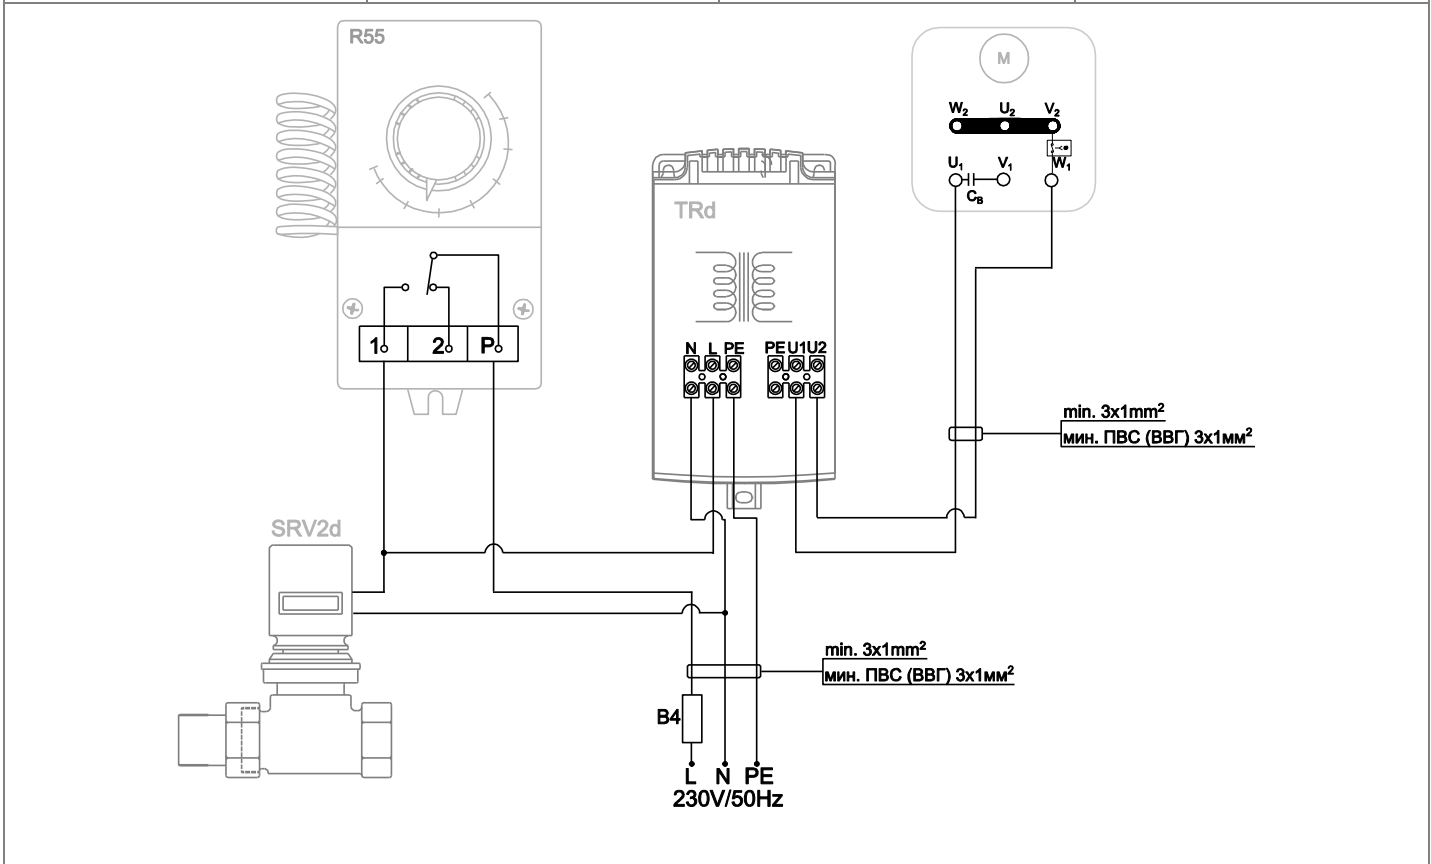 R55
M
W2 U2 V2
U1 V1 W1
CB
TRd
1 2 P
N L PE PE U1 U2
min. 3x1mm²
мин. ПВС (ВВГ) 3x1мм²
SRV2d
min. 3x1mm²
мин. ПВС (ВВГ) 3x1мм²
B4
L N PE
230V/50Hz